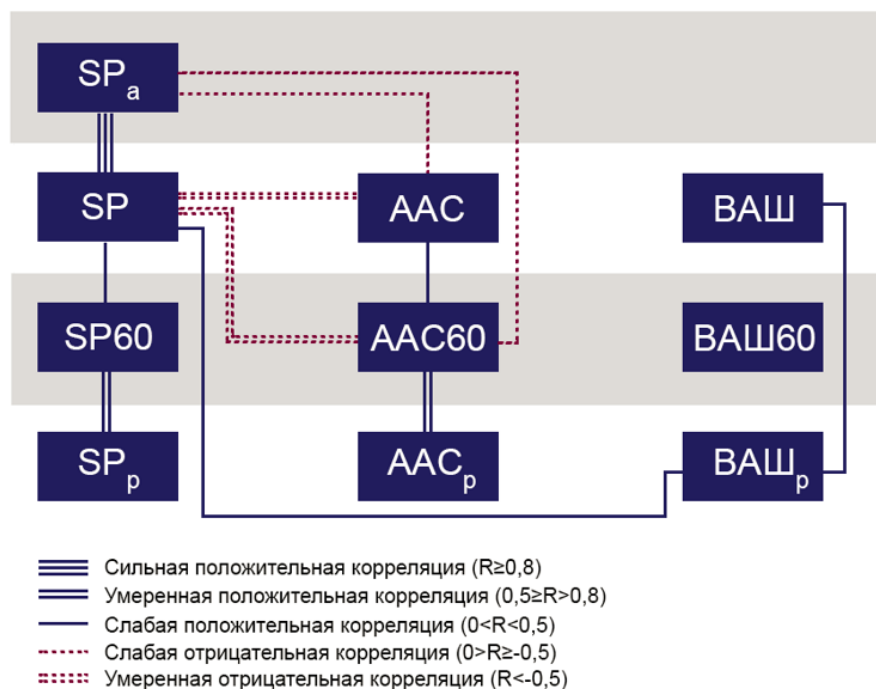 SPa
SP AAC ВАШ
SP60 AAC60 ВАШ60
SPp AACp ВАШp
Сильная положительная корреляция (R≥0,8)
Умеренная положительная корреляция (0,5≥R>0,8)
Слабая положительная корреляция (0<R<0,5)
Слабая отрицательная корреляция (0>R≥-0,5)
Умеренная отрицательная корреляция (R<-0,5)